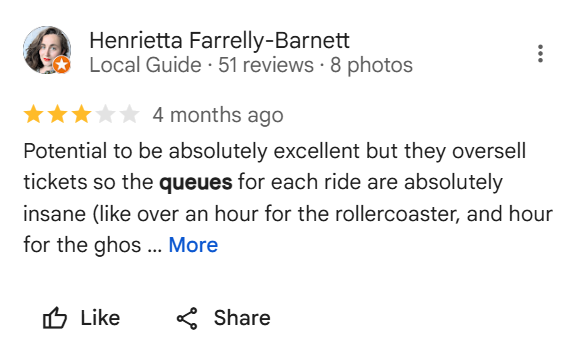 Henrietta Farrelly-Barnett
Local Guide · 51 reviews · 8 photos
4 months ago
Potential to be absolutely excellent but they oversell
tickets so the queues for each ride are absolutely
insane (like over an hour for the rollercoaster, and hour
for the ghos ... More
Like Share